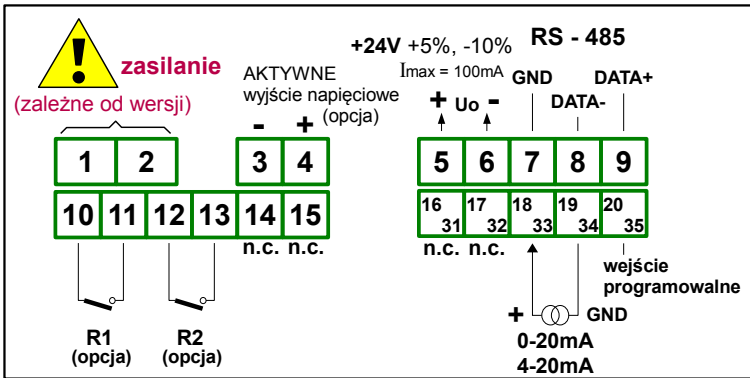 zasilanie
(zależne od wersji)
AKTYWNE
wyjście napięciowe
(opcja)
- +
+24V +5%, -10%
Imax = 100mA
RS - 485
GND DATA+
DATA-
+ Uo -
1 2 3 4 5 6 7 8 9
10 11 12 13 14 15
16 17 18 19 20
31 32 33 34 35
n.c. n.c.
n.c. n.c.
R1
(opcja)
R2
(opcja)
wejście
programowalne
+ GND
0-20mA
4-20mA